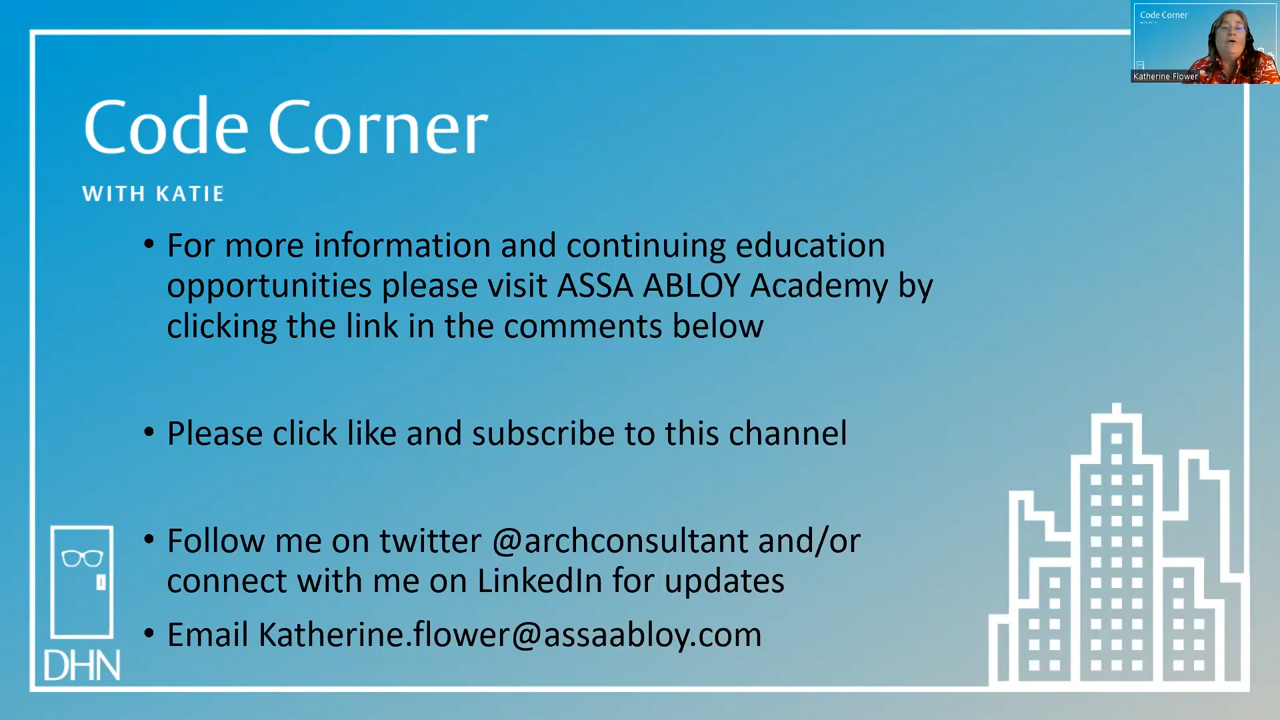 Code Corner
WITH KATIE
• For more information and continuing education
opportunities please visit ASSA ABLOY Academy by
clicking the link in the comments below
• Please click like and subscribe to this channel
• Follow me on twitter @archconsultant and/or
connect with me on LinkedIn for updates
• Email Katherine.flower@assaabloy.com
DHN
Code Corner
Katherine Flower